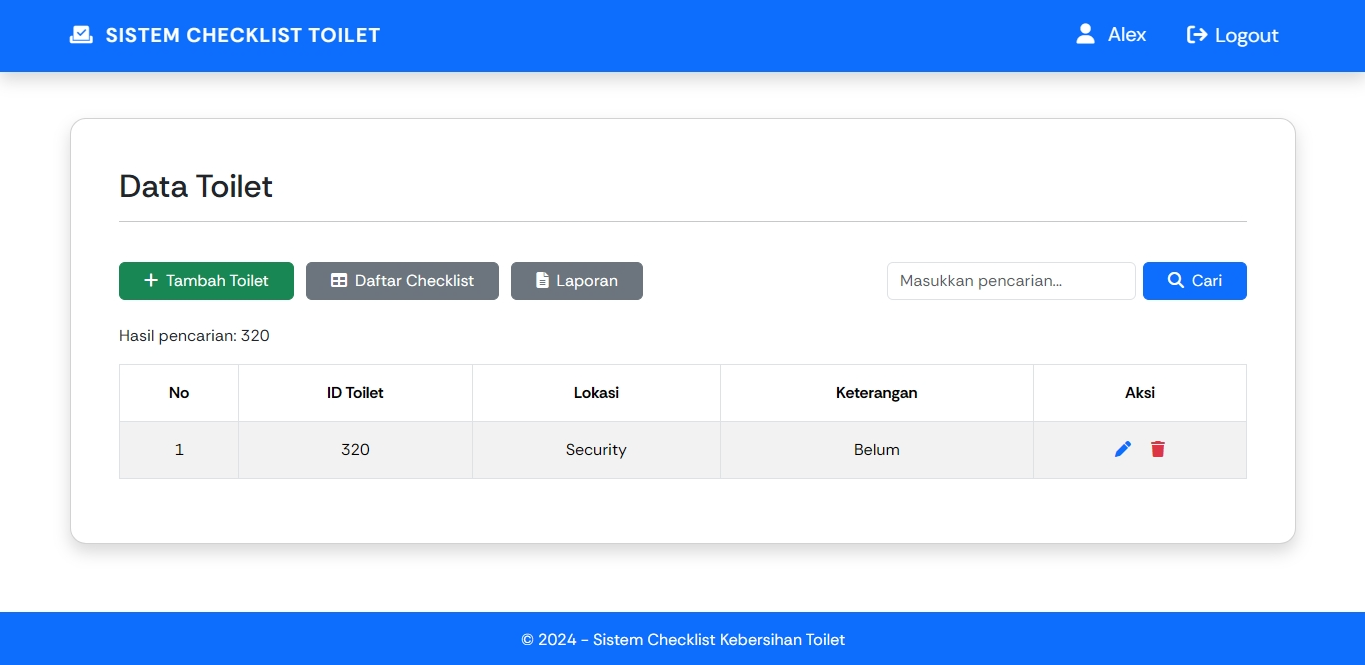 SISTEM CHECKLIST TOILET Alex Logout
Data Toilet
Tambah Toilet Daftar Checklist Laporan Masukkan pencarian... Cari
Hasil pencarian: 320
No ID Toilet Lokasi Keterangan Aksi
1 320 Security Belum
© 2024 - Sistem Checklist Kebersihan Toilet